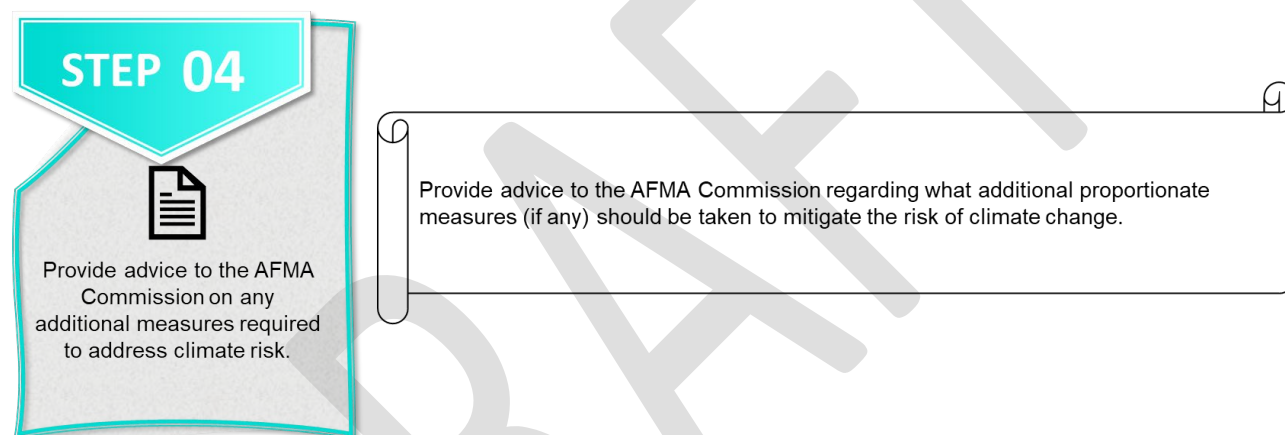 STEP 04
Provide advice to the AFMA
Commission on any
additional measures required
to address climate risk.
Provide advice to the AFMA Commission regarding what additional proportionate
measures (if any) should be taken to mitigate the risk of climate change.